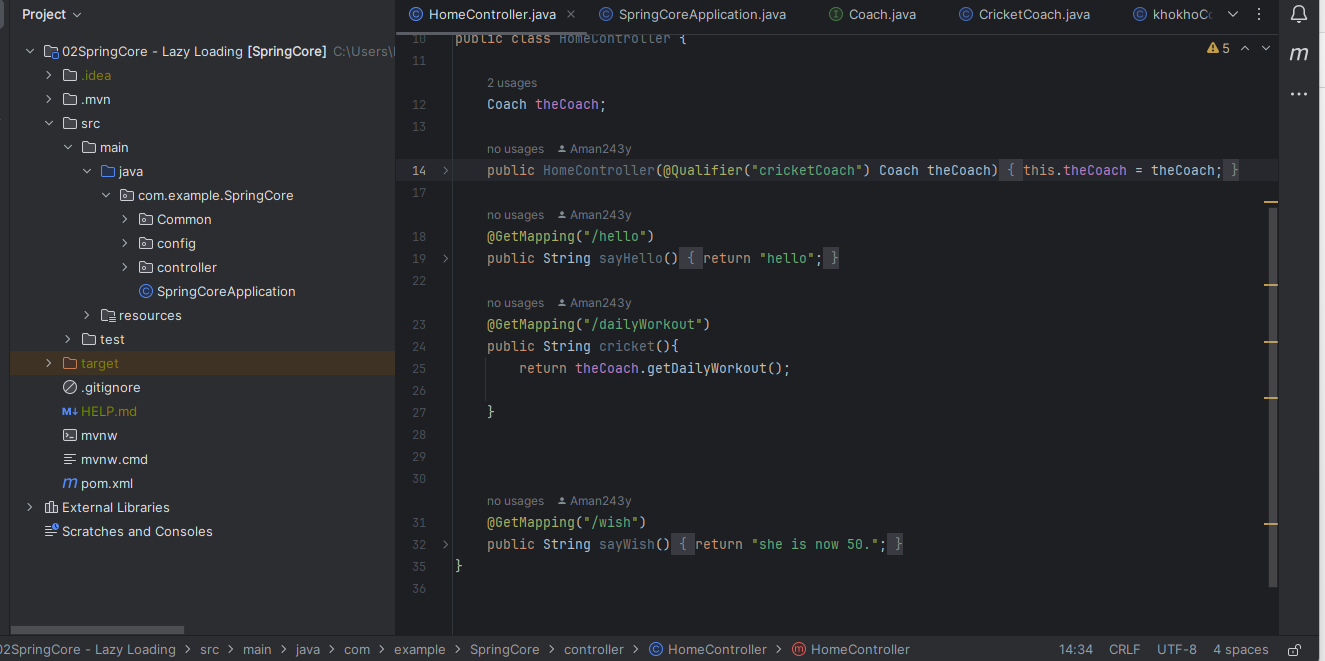 Project
HomeController.java
SpringCoreApplication.java
Coach.java
CricketCoach.java
khokhoCo
02SpringCore - Lazy Loading [SpringCore] C:\Users\
.idea
.mvn
src
main
java
com.example.SpringCore
Common
config
controller
SpringCoreApplication
resources
test
target
.gitignore
M↓ HELP.md
mvnw
mvnw.cmd
m pom.xml
External Libraries
Scratches and Consoles
10 public class HomeController {
5
11
2 usages
12 Coach theCoach;
13
no usages Aman243y
14 public HomeController(@Qualifier("cricketCoach") Coach theCoach) { this.theCoach = theCoach; }
17
no usages Aman243y
18 @GetMapping("/hello")
19 public String sayHello() { return "hello"; }
22
no usages Aman243y
23 @GetMapping("/dailyWorkout")
24 public String cricket(){
25 return theCoach.getDailyWorkout();
26
27 }
28
29
30
no usages Aman243y
31 @GetMapping("/wish")
32 public String sayWish() { return "she is now 50."; }
35 }
36
m
02SpringCore - Lazy Loading > src > main > java > com > example > SpringCore > controller > HomeController > HomeController
14:34 CRLF UTF-8 4 spaces